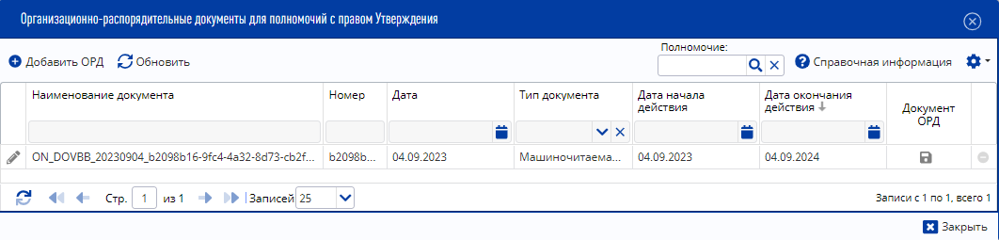 Организационно-распорядительные документы для полномочий с правом Утверждения
Добавить ОРД Обновить Полномочие: Справочная информация
Наименование документа Номер Дата Тип документа Дата начала действия Дата окончания действия Документ ОРД
ON_DOVBB_20230904_b2098b16-9fc4-4a32-8d73-cb2f... b2098b... 04.09.2023 Машиночитаема... 04.09.2023 04.09.2024
Стр. 1 из 1 Записей 25 Записи с 1 по 1, всего 1
Закрыть